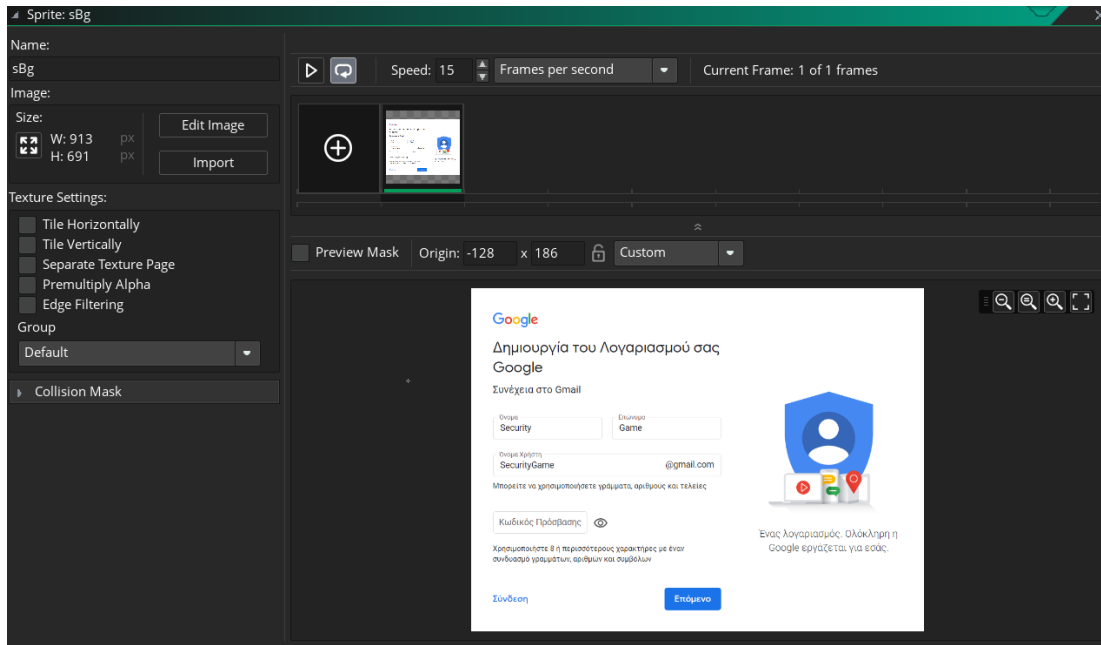 Sprite: sBg
Name:
sBg
Image:
Size:
W: 913 px
H: 691 px
Edit Image
Import
Texture Settings:
Tile Horizontally
Tile Vertically
Separate Texture Page
Premultiply Alpha
Edge Filtering
Group
Default
Collision Mask
Speed: 15 Frames per second Current Frame: 1 of 1 frames
Preview Mask Origin: -128 x 186 Custom
Google
Δημιουργία του Λογαριασμού σας
Google
Συνέχεια στο Gmail
Όνομα Επώνυμο
Security Game
Όνομα Χρήστη
SecurityGame @gmail.com
Μπορείτε να χρησιμοποιήσετε γράμματα, αριθμούς και τελείες
Κωδικός Πρόσβασης
Χρησιμοποιήστε 8 ή περισσότερους χαρακτήρες με έναν
συνδυασμό γραμμάτων, αριθμών και συμβόλων
Σύνδεση Επόμενο
Ένας λογαριασμός. Ολόκληρη η
Google εργάζεται για εσάς.